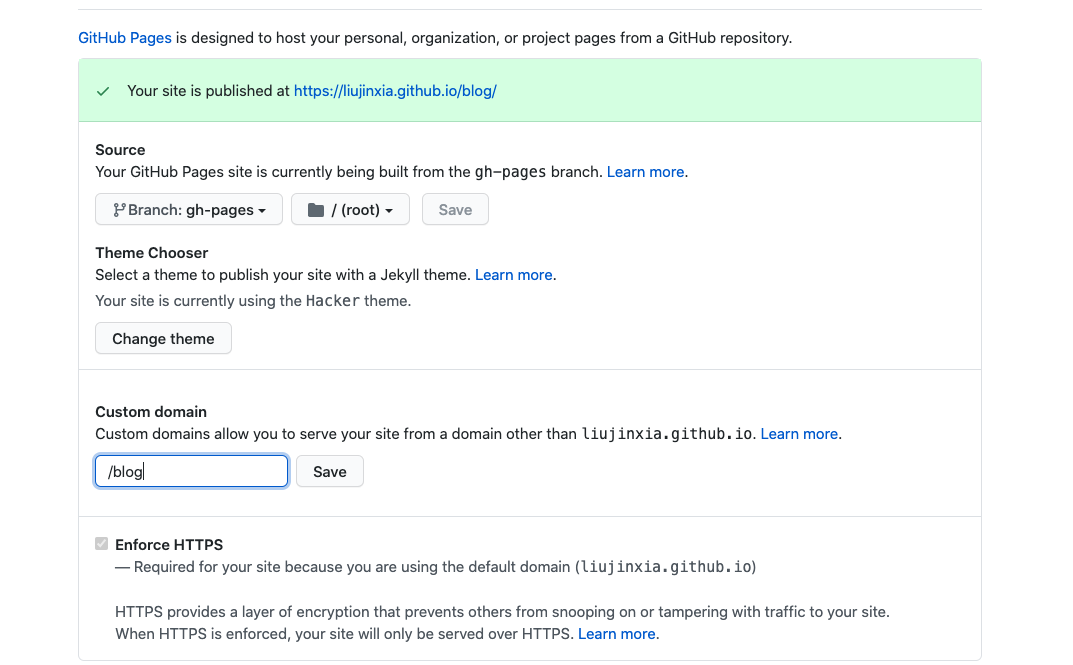 GitHub Pages is designed to host your personal, organization, or project pages from a GitHub repository.
Your site is published at https://liujinxia.github.io/blog/
Source
Your GitHub Pages site is currently being built from the gh-pages branch. Learn more.
Branch: gh-pages / (root) Save
Theme Chooser
Select a theme to publish your site with a Jekyll theme. Learn more.
Your site is currently using the Hacker theme.
Change theme
Custom domain
Custom domains allow you to serve your site from a domain other than liujinxia.github.io. Learn more.
/blog Save
Enforce HTTPS
— Required for your site because you are using the default domain (liujinxia.github.io)
HTTPS provides a layer of encryption that prevents others from snooping on or tampering with traffic to your site.
When HTTPS is enforced, your site will only be served over HTTPS. Learn more.